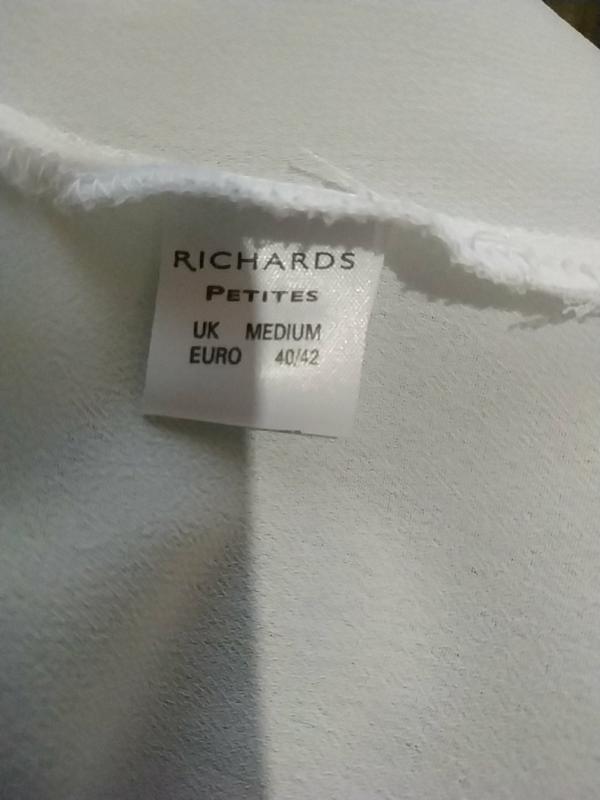 RICHARDS
PETITES
UK MEDIUM
EURO 40/42